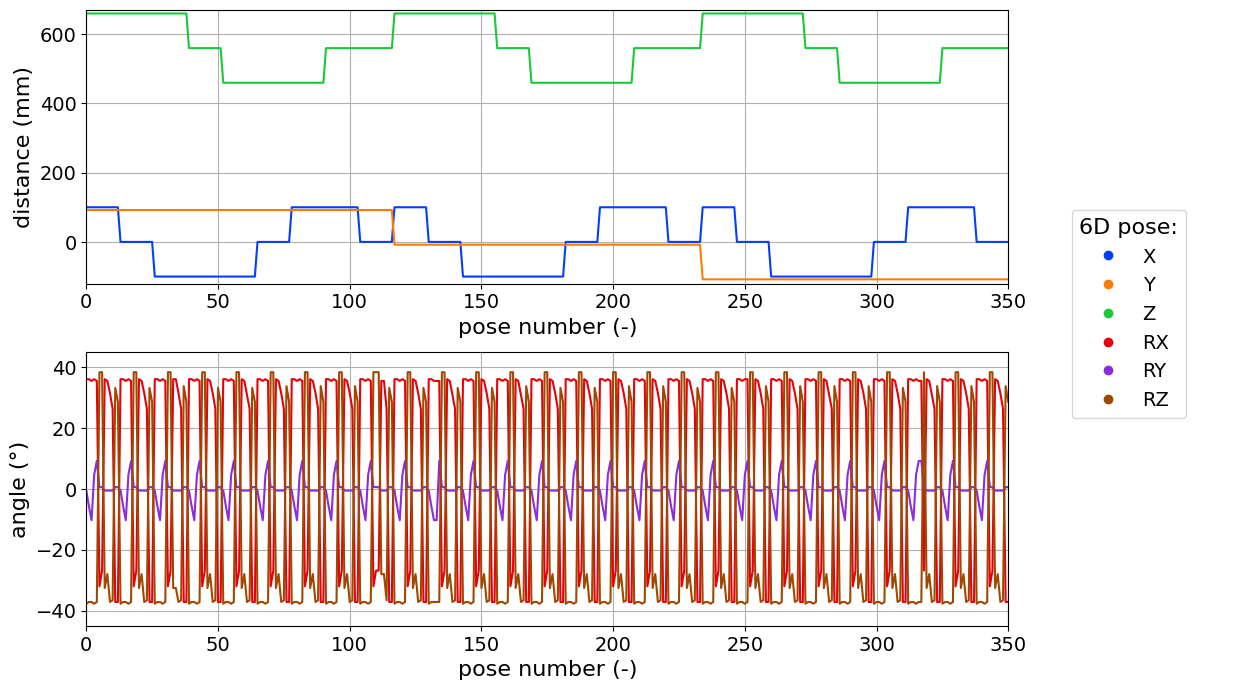 600
400
200
0
distance (mm)
0 50 100 150 200 250 300 350
pose number (-)
40
20
0
−20
−40
angle (°)
0 50 100 150 200 250 300 350
pose number (-)
6D pose:
X
Y
Z
RX
RY
RZ